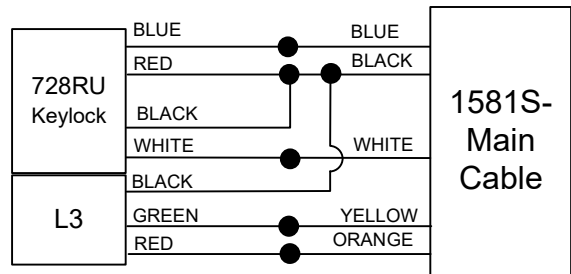 BLUE BLUE
RED BLACK
728RU
Keylock
BLACK
WHITE WHITE
BLACK
L3
GREEN YELLOW
RED ORANGE
1581S-
Main
Cable